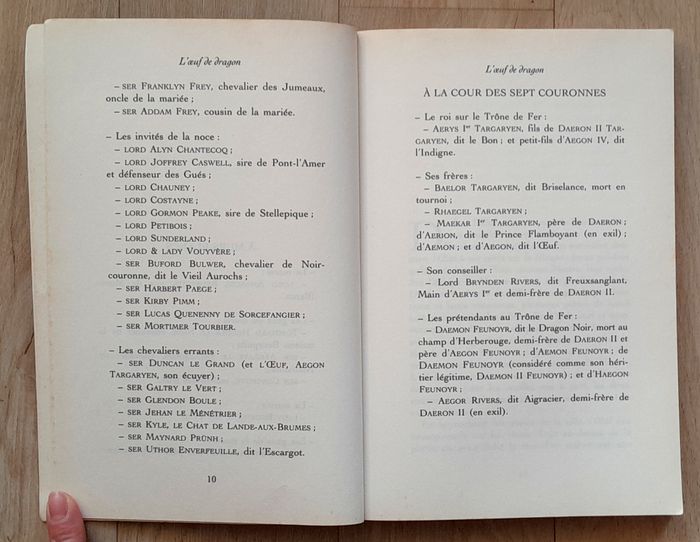 L'œuf de dragon
– SER FRANKLYN FREY, chevalier des Jumeaux,
oncle de la mariée ;
– SER ADDAM FREY, cousin de la mariée.
– Les invités de la noce :
– LORD ALYN CHANTECOQ ;
– LORD JOFFREY CASWELL, sire de Pont-l'Amer
et défenseur des Gués ;
– LORD CHAUNEY ;
– LORD COSTAYNE ;
– LORD GORMON PEAKE, sire de Stellepique ;
– LORD PETIBOIS ;
– LORD SUNDERLAND ;
– LORD & LADY VOUYVÈRE ;
– SER BUFORD BULWER, chevalier de Noir-
couronne, dit le Vieil Aurochs ;
– SER HARBERT PAEGE ;
– SER KIRBY PIMM ;
– SER LUCAS QUENENNY DE SORCEFANGIER ;
– SER MORTIMER TOURBIER.
– Les chevaliers errants :
– SER DUNCAN LE GRAND (et L'ŒUF, AEGON
TARGARYEN, son écuyer) ;
– SER GALTRY LE VERT ;
– SER GLENDON BOULE ;
– SER JEHAN LE MÉNÉTRIER ;
– SER KYLE, LE CHAT DE LANDE-AUX-BRUMES ;
– SER MAYNARD PRÜNH ;
– SER UTHOR ENVERFEUILLE, dit l'Escargot.
10
L'œuf de dragon
À LA COUR DES SEPT COURONNES
– Le roi sur le Trône de Fer :
– AERYS Ier TARGARYEN, fils de DAERON II TAR-
GARYEN, dit le Bon ; et petit-fils d'AEGON IV, dit
l'Indigne.
– Ses frères :
– BAELOR TARGARYEN, dit Briselance, mort en
tournoi ;
– RHAEGEL TARGARYEN ;
– MAEKAR Ier TARGARYEN, père de DAERON ;
d'AERION, dit le Prince Flamboyant (en exil) ;
d'AEMON ; et d'AEGON, dit l'Œuf.
– Son conseiller :
– Lord BRYNDEN RIVERS, dit Freuxsanglant,
Main d'AERYS Ier et demi-frère de DAERON II.
– Les prétendants au Trône de Fer :
– DAEMON FEUNOYR, dit le Dragon Noir, mort au
champ d'Herberouge, demi-frère de DAERON II et
père d'AEGON FEUNOYR ; d'AEMON FEUNOYR ; de
DAEMON FEUNOYR (considéré comme son héri-
tier légitime, DAEMON II FEUNOYR) ; et d'HAEGON
FEUNOYR ;
– AEGOR RIVERS, dit Aigracier, demi-frère de
DAERON II (en exil).